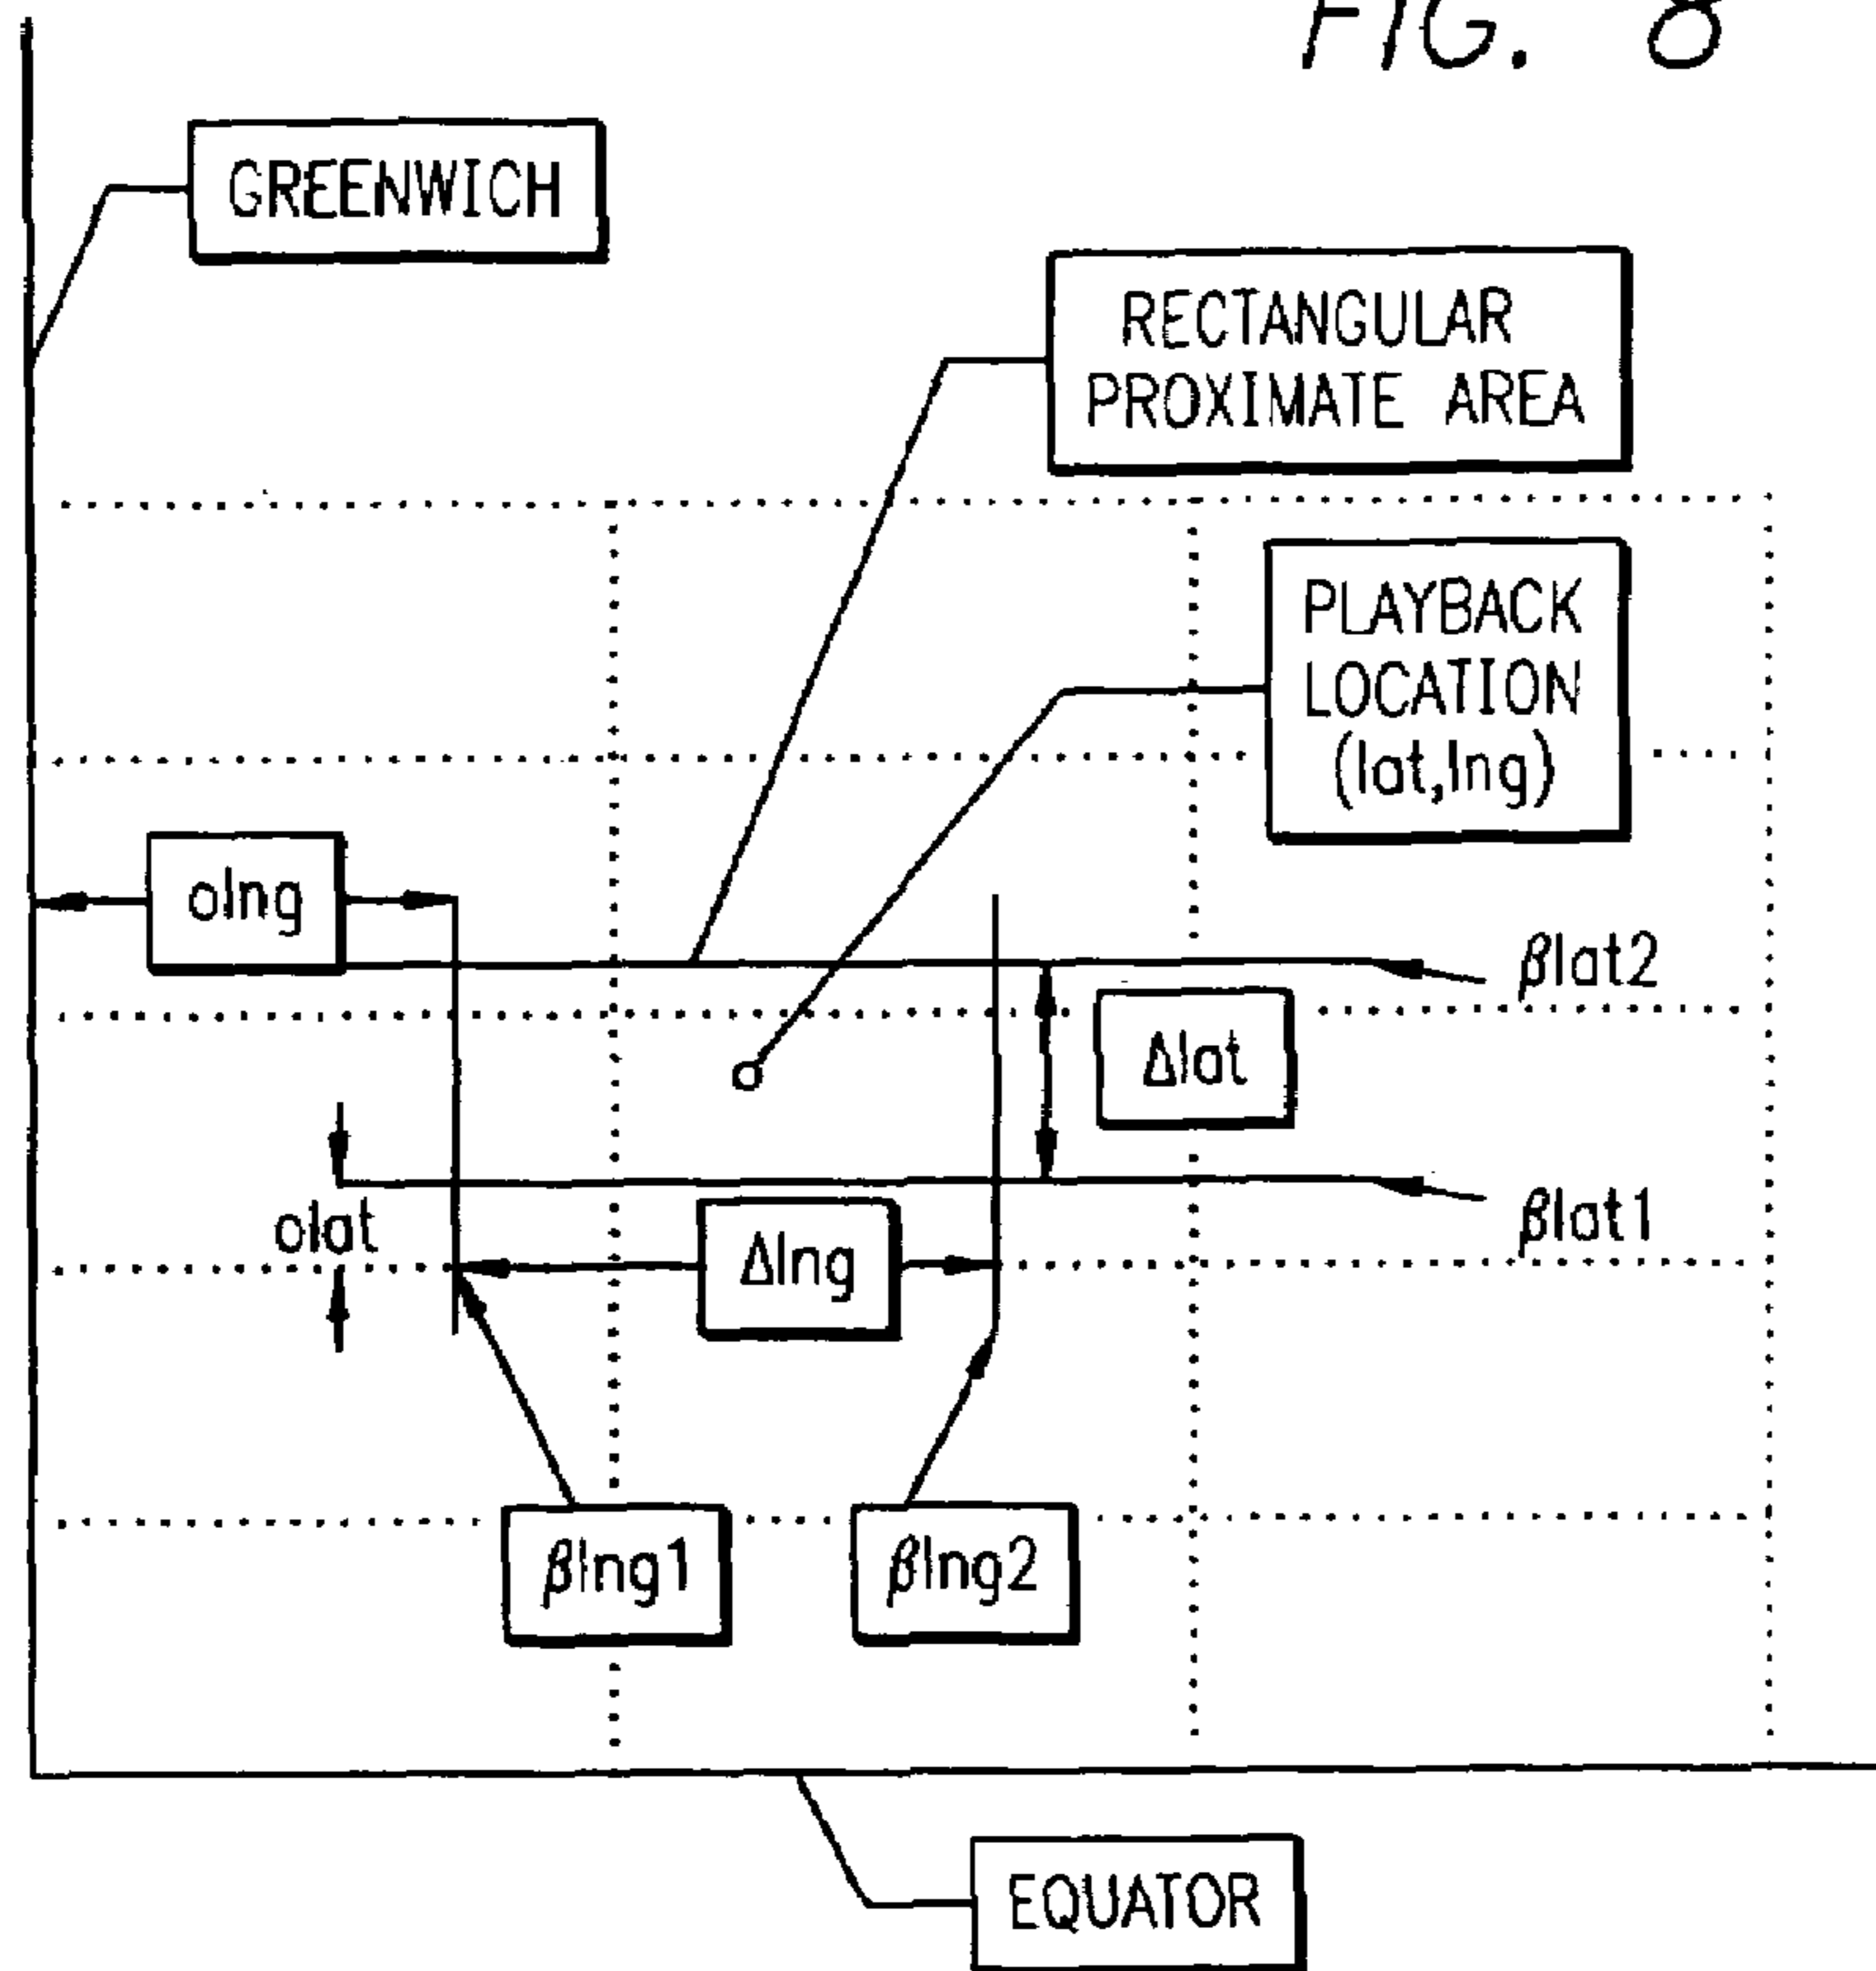 FIG. 8
GREENWICH
RECTANGULAR
PROXIMATE AREA
PLAYBACK
LOCATION
(lat,lng)
olng
βlat2
Δlat
olat
βlat1
Δlng
βlng1
βlng2
EQUATOR